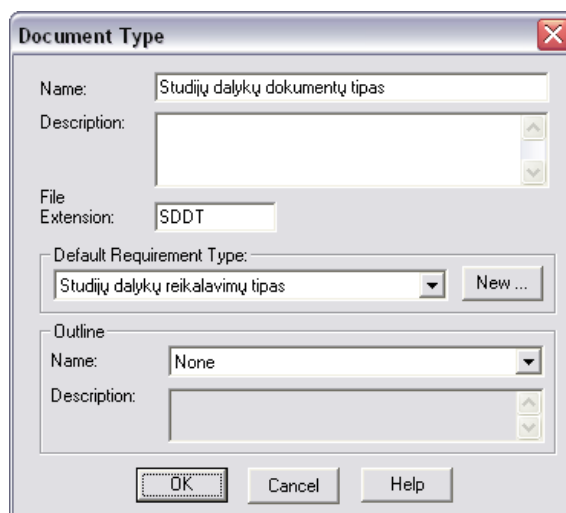 Document Type
Name: Studijų dalykų dokumentų tipas
Description:
File
Extension: SDDT
Default Requirement Type:
Studijų dalykų reikalavimų tipas New ...
Outline
Name: None
Description:
OK Cancel Help